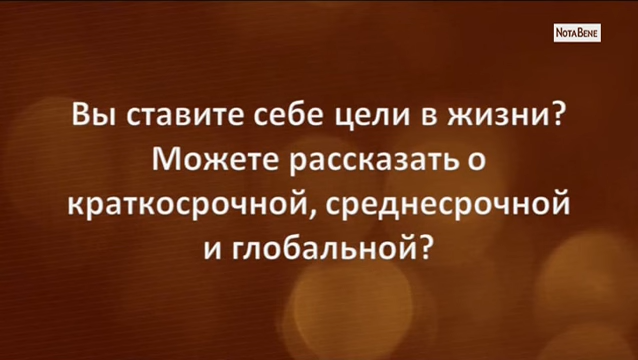 NotaBene
Вы ставите себе цели в жизни?
Можете рассказать о
краткосрочной, среднесрочной
и глобальной?